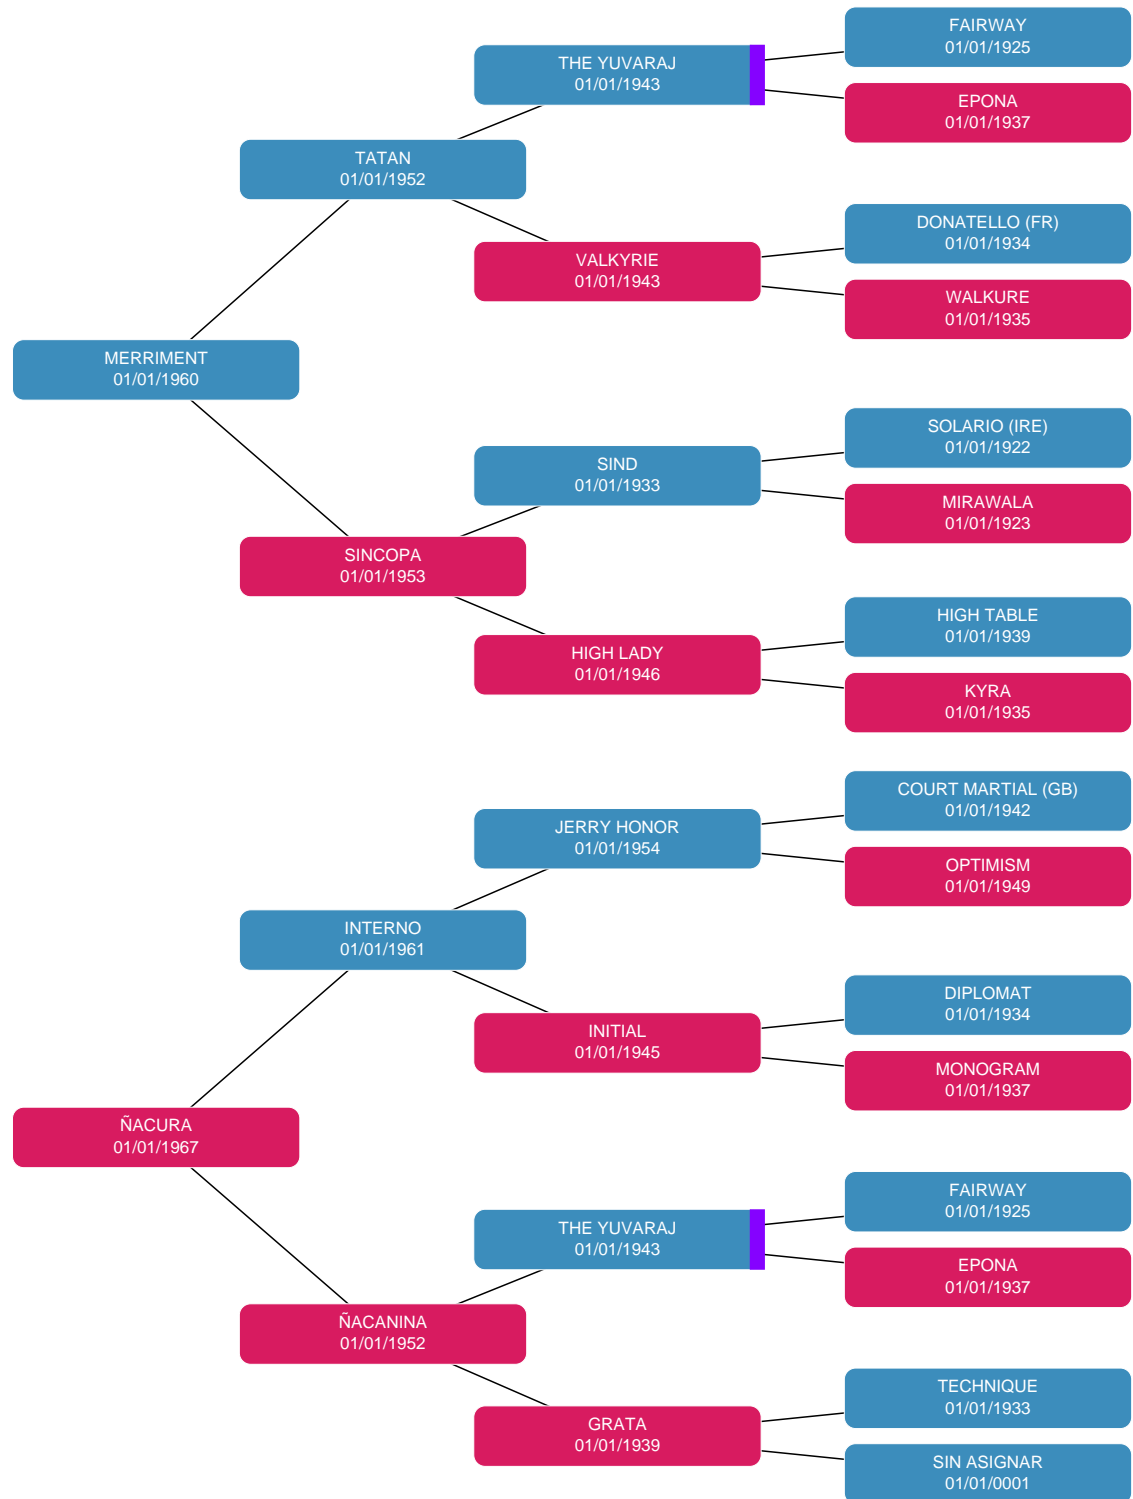 FAIRWAY
01/01/1925
THE YUVARAJ
01/01/1943
EPONA
01/01/1937
TATAN
01/01/1952
DONATELLO (FR)
01/01/1934
VALKYRIE
01/01/1943
WALKURE
01/01/1935
MERRIMENT
01/01/1960
SOLARIO (IRE)
01/01/1922
SIND
01/01/1933
MIRAWALA
01/01/1923
SINCOPA
01/01/1953
HIGH TABLE
01/01/1939
HIGH LADY
01/01/1946
KYRA
01/01/1935
COURT MARTIAL (GB)
01/01/1942
JERRY HONOR
01/01/1954
OPTIMISM
01/01/1949
INTERNO
01/01/1961
DIPLOMAT
01/01/1934
INITIAL
01/01/1945
MONOGRAM
01/01/1937
ÑACURA
01/01/1967
FAIRWAY
01/01/1925
THE YUVARAJ
01/01/1943
EPONA
01/01/1937
ÑACANINA
01/01/1952
TECHNIQUE
01/01/1933
GRATA
01/01/1939
SIN ASIGNAR
01/01/0001